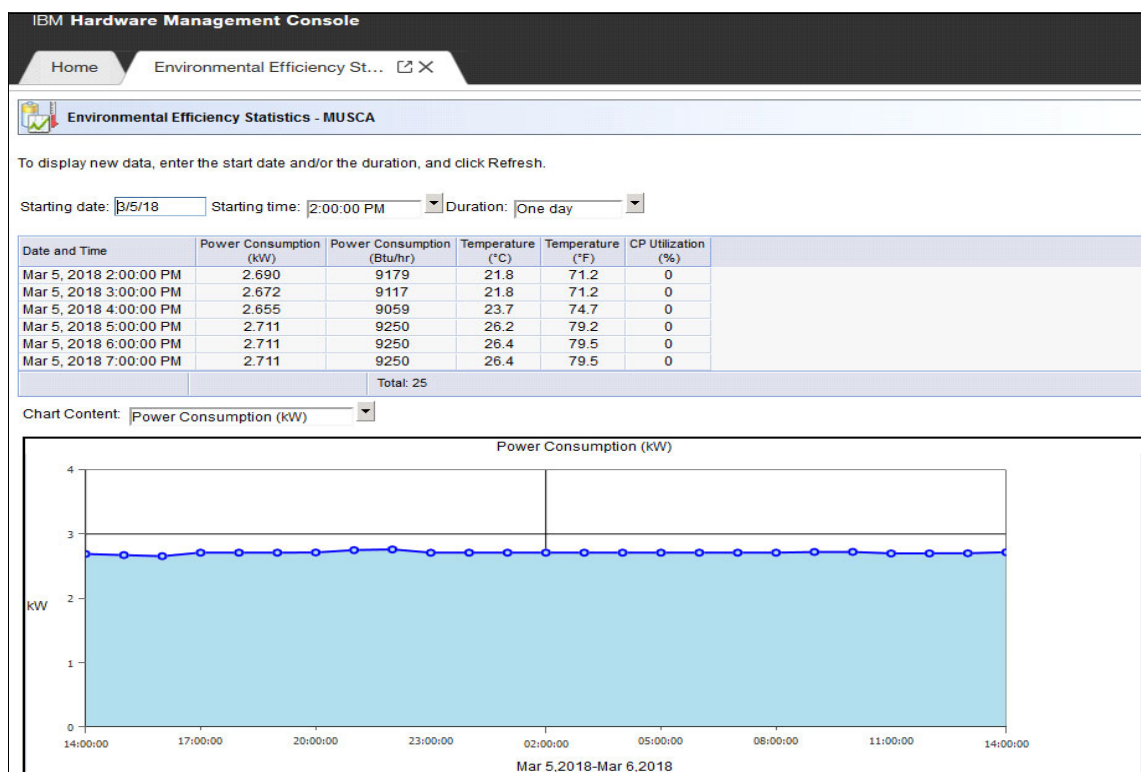 IBM Hardware Management Console
Home Environmental Efficiency St...
Environmental Efficiency Statistics - MUSCA
To display new data, enter the start date and/or the duration, and click Refresh.
Starting date: 3/5/18 Starting time: 2:00:00 PM Duration: One day
Date and Time Power Consumption (kW) Power Consumption (Btu/hr) Temperature (°C) Temperature (°F) CP Utilization (%)
Mar 5, 2018 2:00:00 PM 2.690 9179 21.8 71.2 0
Mar 5, 2018 3:00:00 PM 2.672 9117 21.8 71.2 0
Mar 5, 2018 4:00:00 PM 2.655 9059 23.7 74.7 0
Mar 5, 2018 5:00:00 PM 2.711 9250 26.2 79.2 0
Mar 5, 2018 6:00:00 PM 2.711 9250 26.4 79.5 0
Mar 5, 2018 7:00:00 PM 2.711 9250 26.4 79.5 0
Total: 25
Chart Content: Power Consumption (kW)
Power Consumption (kW)
4
3
2
kW
1
0
14:00:00 17:00:00 20:00:00 23:00:00 02:00:00 05:00:00 08:00:00 11:00:00 14:00:00
Mar 5,2018-Mar 6,2018